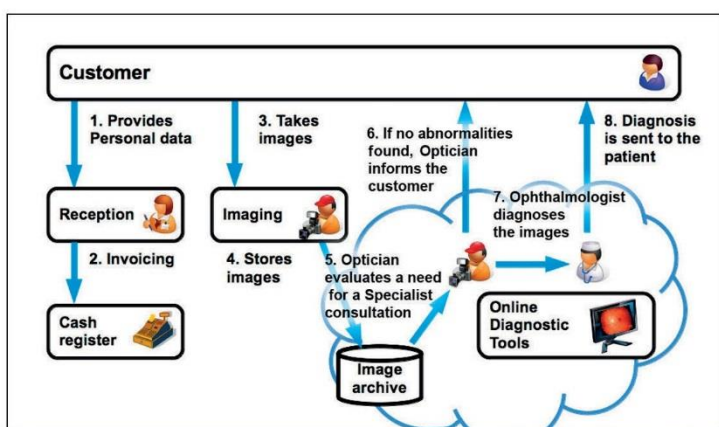 Customer
1. Provides
Personal data
3. Takes
images
6. If no abnormalities
found, Optician
informs the
customer
8. Diagnosis
is sent to the
patient
7. Ophthalmologist
diagnoses
the images
Reception
Imaging
2. Invoicing
4. Stores
images
5. Optician
evaluates a need
for a Specialist
consultation
Cash
register
Image
archive
Online
Diagnostic
Tools